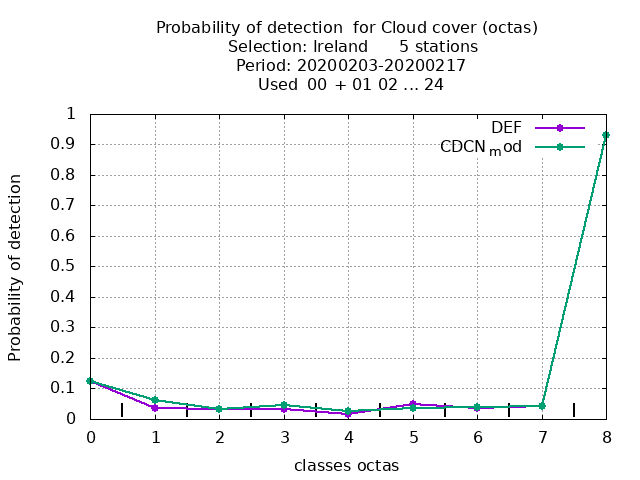 Probability of detection  for Cloud cover (octas)
Selection: Ireland      5 stations
Period: 20200203-20200217
Used  00  + 01 02 ... 24
DEF
CDCN_mod
Probability of detection
1
0.9
0.8
0.7
0.6
0.5
0.4
0.3
0.2
0.1
0
0 1 2 3 4 5 6 7 8
classes octas